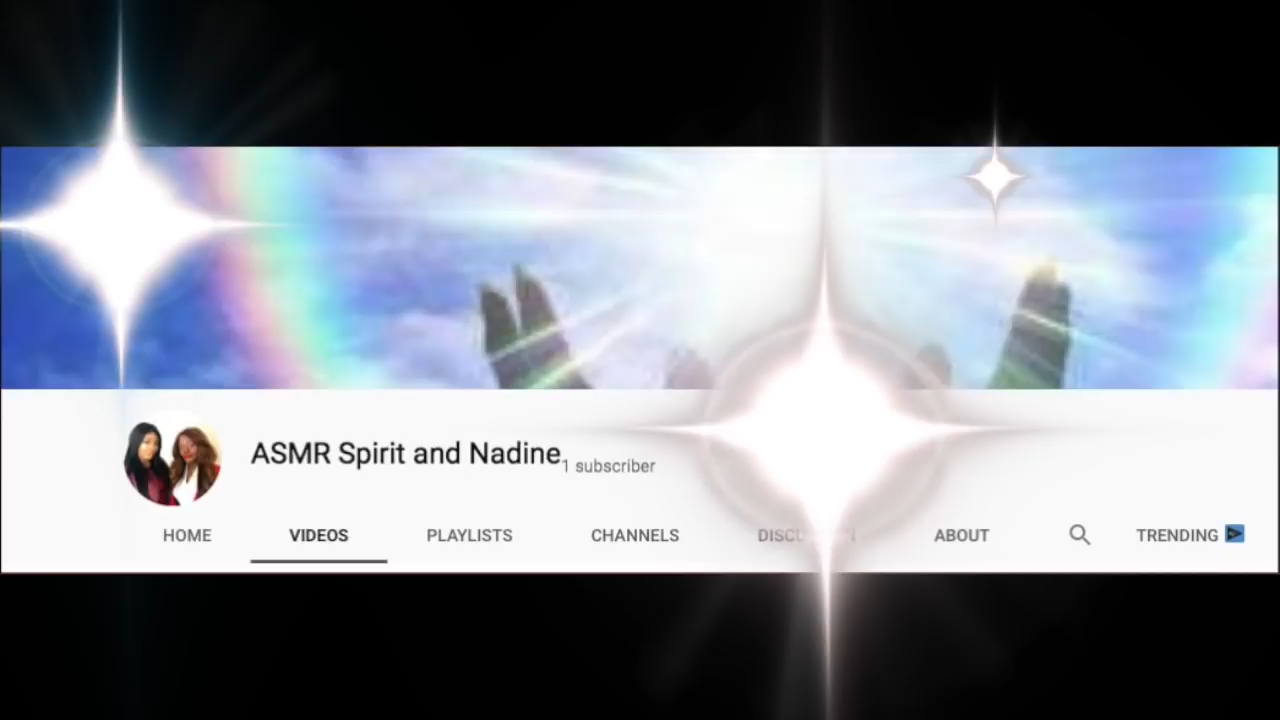 ASMR Spirit and Nadine
1 subscriber
HOME VIDEOS PLAYLISTS CHANNELS ABOUT TRENDING